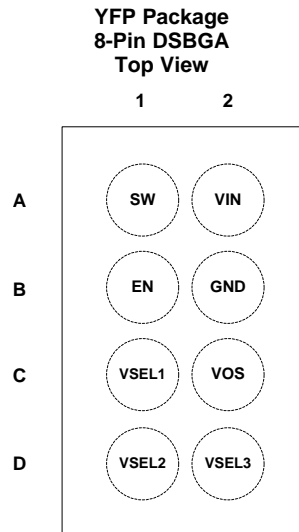 YFP Package
8-Pin DSBGA
Top View
1 2
A SW VIN
B EN GND
C VSEL1 VOS
D VSEL2 VSEL3